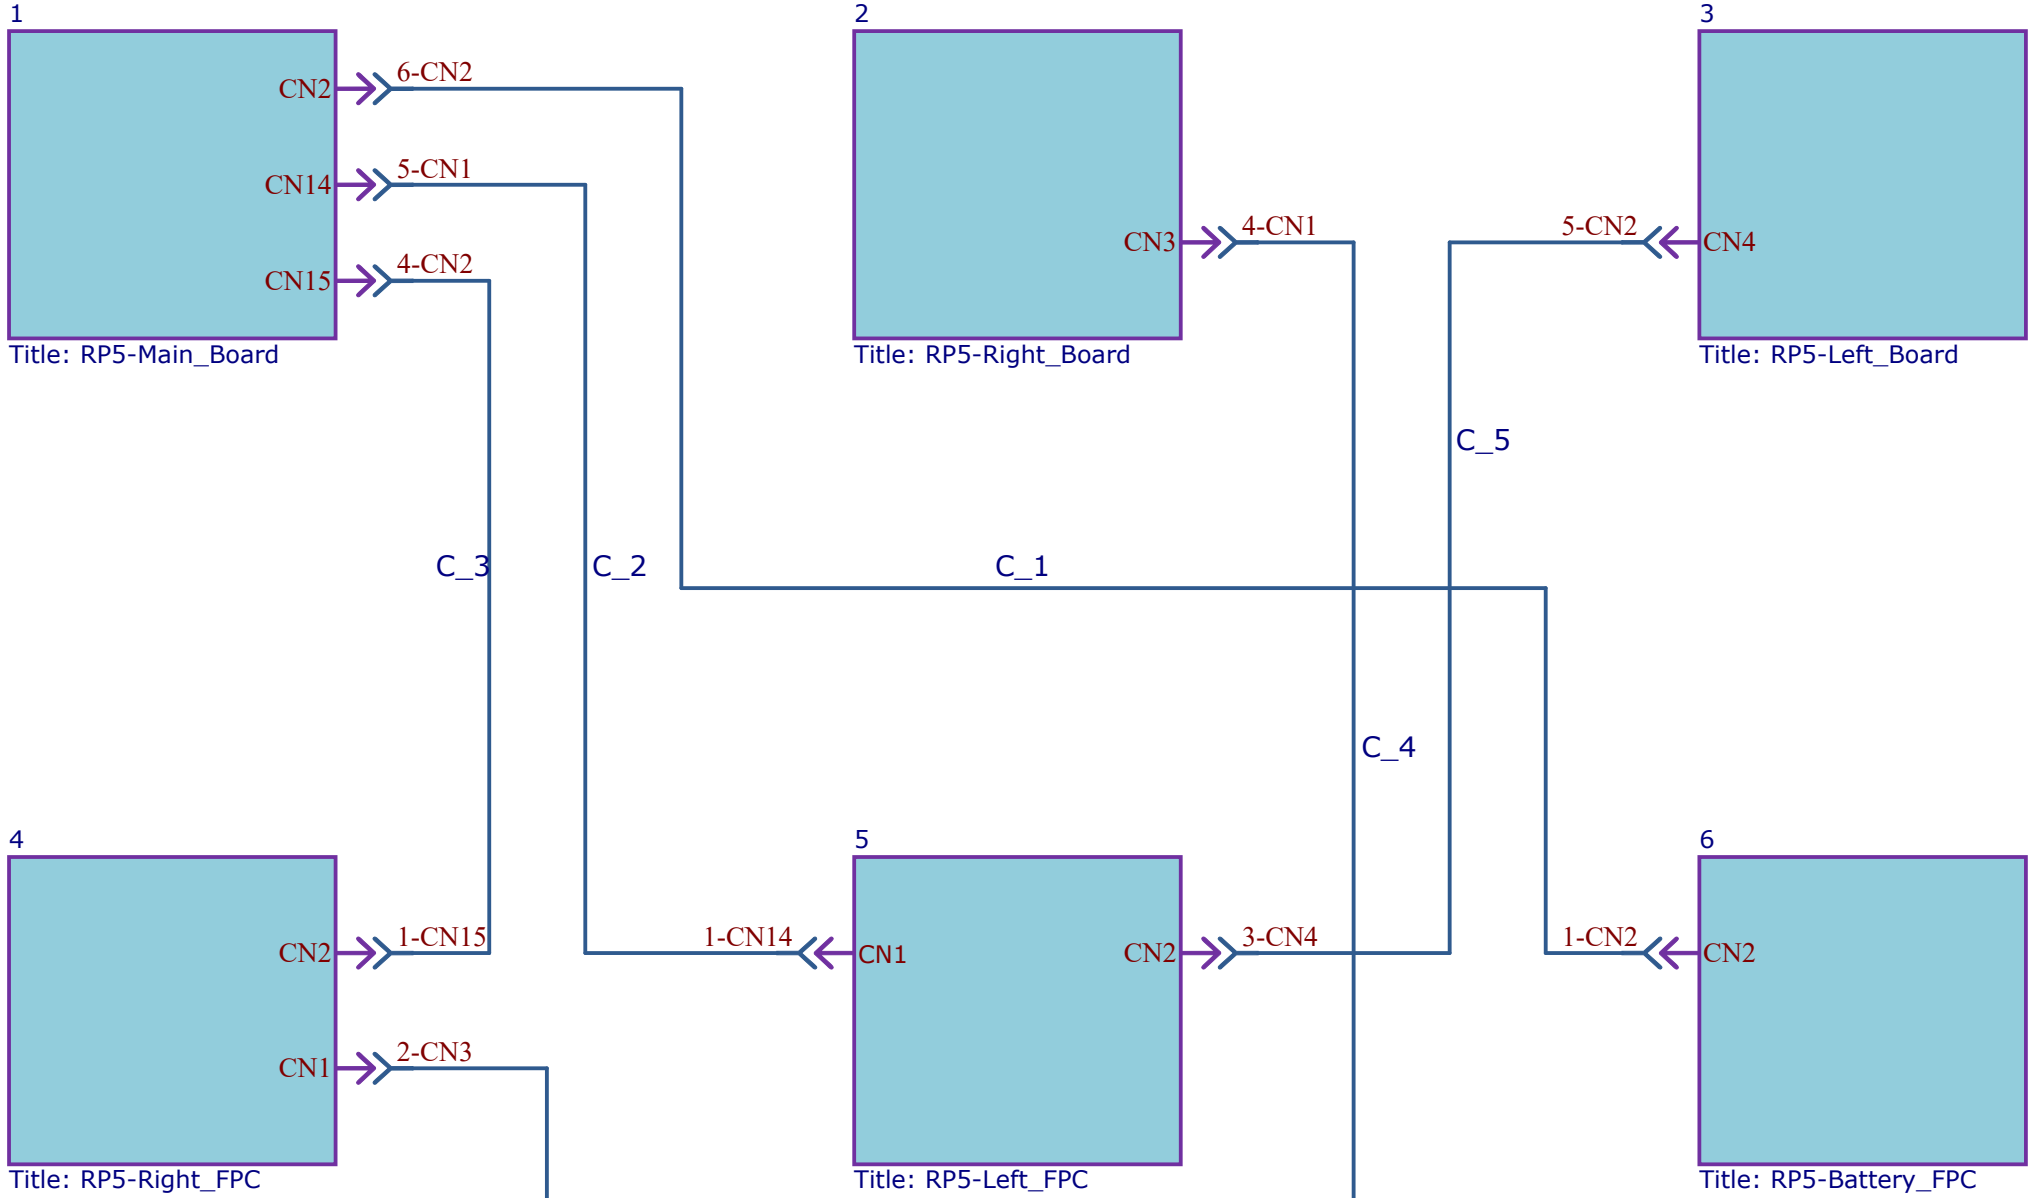 1
2
3
CN2
6-CN2
CN14
5-CN1
CN15
4-CN2
CN3
4-CN1
5-CN2
CN4
Title: RP5-Main_Board
Title: RP5-Right_Board
Title: RP5-Left_Board
C_5
C_3
C_2
C_1
C_4
4
5
6
CN2
1-CN15
1-CN14
CN1
CN2
3-CN4
1-CN2
CN2
CN1
2-CN3
Title: RP5-Right_FPC
Title: RP5-Left_FPC
Title: RP5-Battery_FPC